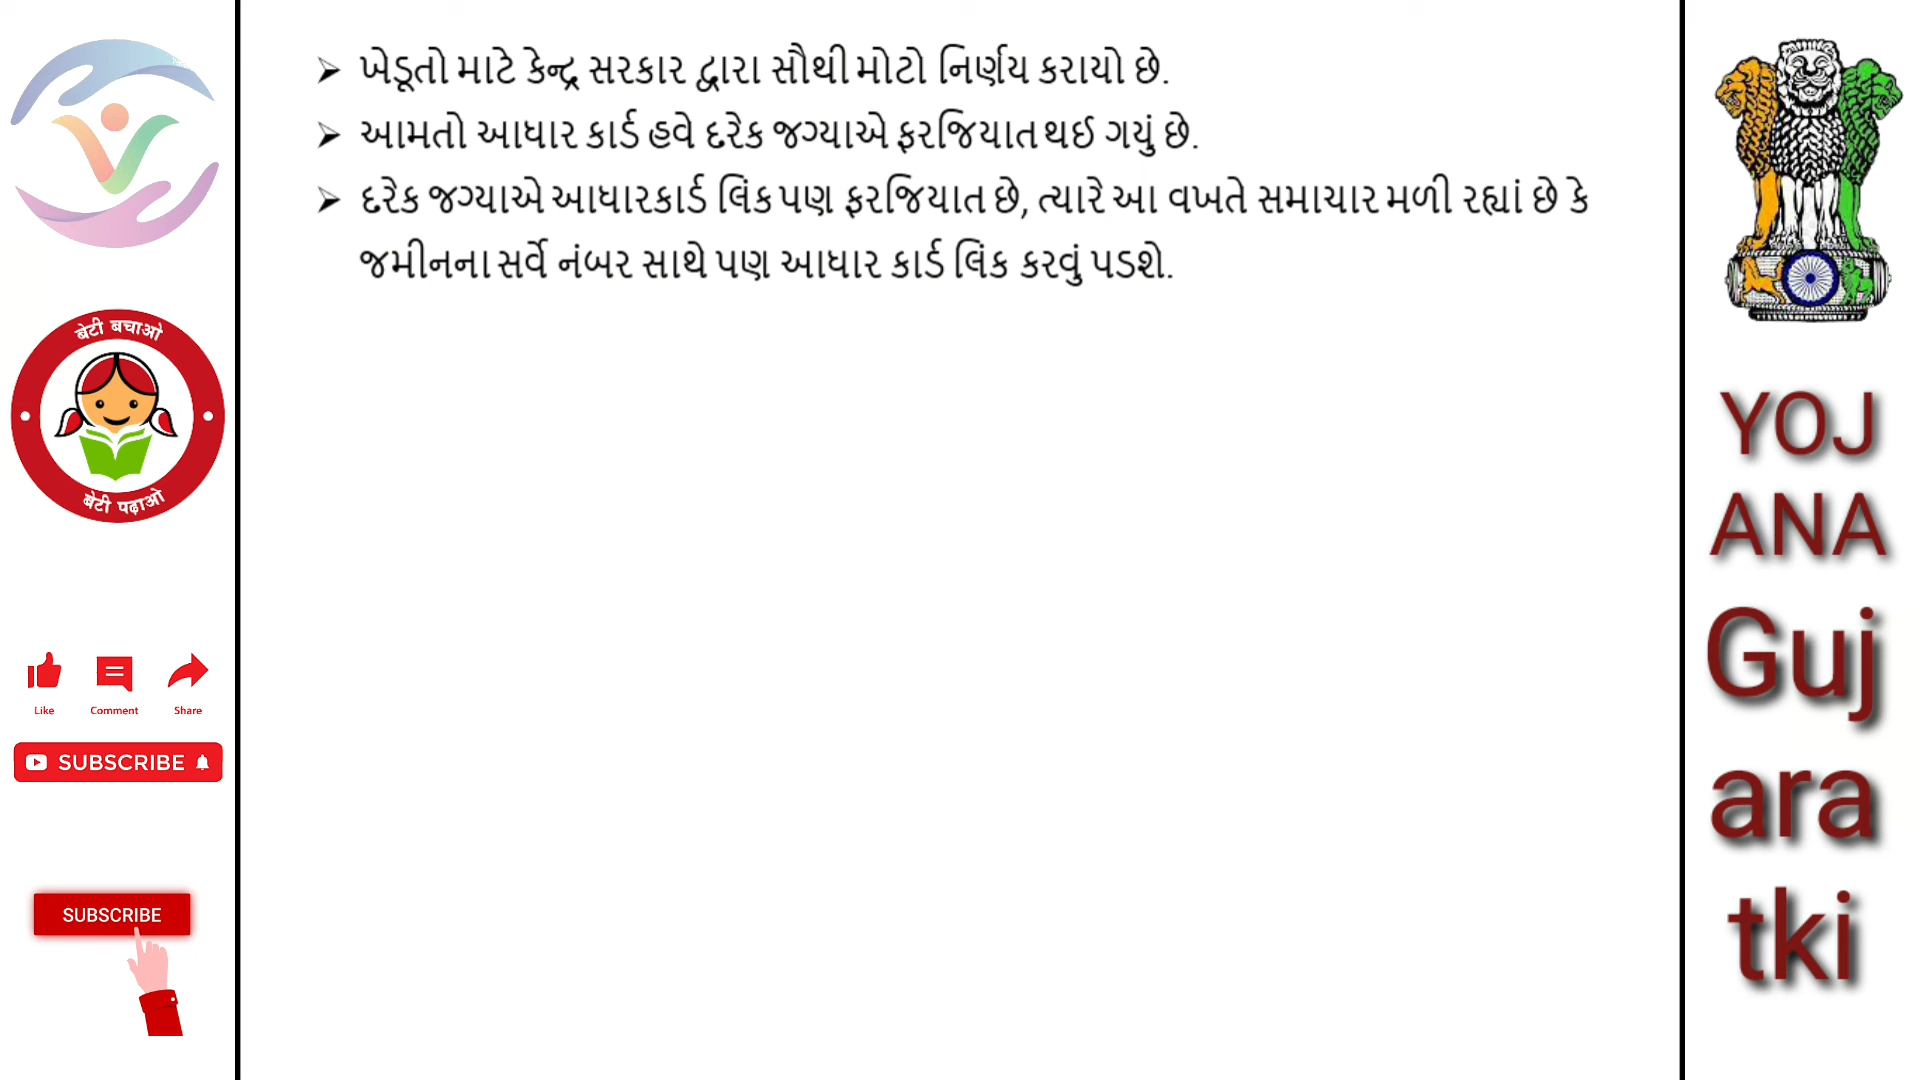 ➢ ખેડૂતો માટે કેન્દ્ર સરકાર દ્વારા સૌથી મોટો નિર્ણય કરાયો છે.
➢ આમતો આધાર કાર્ડ હવે દરેક જગ્યાએ ફરજિયાત થઈ ગયું છે.
➢ દરેક જગ્યાએ આધારકાર્ડ લિંક પણ ફરજિયાત છે, ત્યારે આ વખતે સમાચાર મળી રહ્યાં છે કે
જમીનના સર્વે નંબર સાથે પણ આધાર કાર્ડ લિંક કરવું પડશે.
बेटी बचाओ
बेटी पढ़ाओ
Like Comment Share
SUBSCRIBE
SUBSCRIBE
YOJ
ANA
Guj
ara
tki